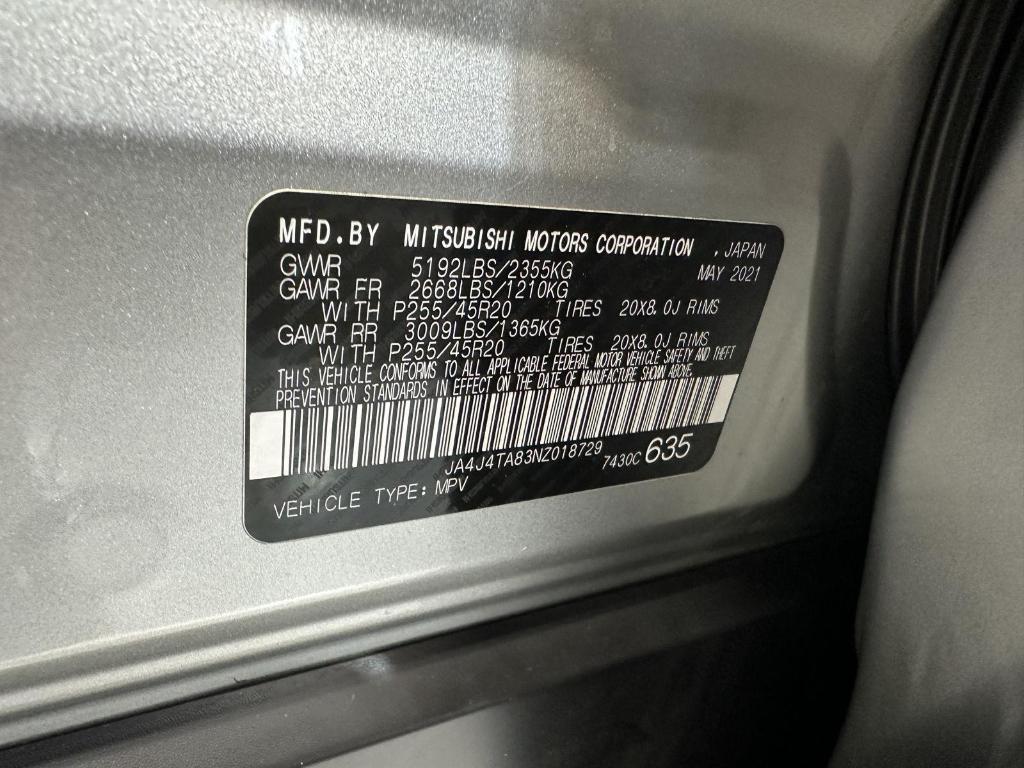 MFD.BY MITSUBISHI MOTORS CORPORATION , JAPAN
GVWR 5192LBS/2355KG MAY 2021
GAWR FR 2668LBS/1210KG
WITH P255/45R20 TIRES 20X8.0J RIMS
GAWR RR 3009LBS/1365KG
WITH P255/45R20 TIRES 20X8.0J RIMS
THIS VEHICLE CONFORMS TO ALL APPLICABLE FEDERAL MOTOR VEHICLE SAFETY AND THEFT
PREVENTION STANDARDS IN EFFECT ON THE DATE OF MANUFACTURE SHOWN ABOVE.
JA4J4TA83NZ018729
7430C 635
VEHICLE TYPE: MPV